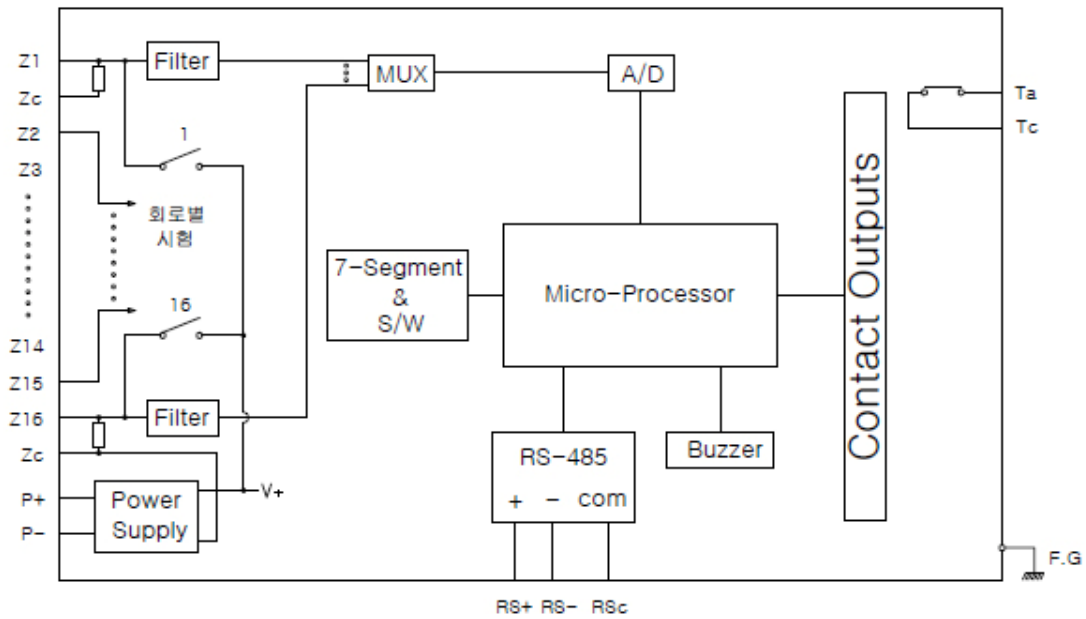 Z1
Zc
Z2
Z3
Z14
Z15
Z16
Zc
P+
P-
Filter
1
회로별
시험
16
Filter
Power
Supply
V+
MUX
A/D
7-Segment
&
S/W
Micro-Processor
RS-485
+ - com
Buzzer
Contact Outputs
Ta
Tc
F.G
RS+ RS- RSc